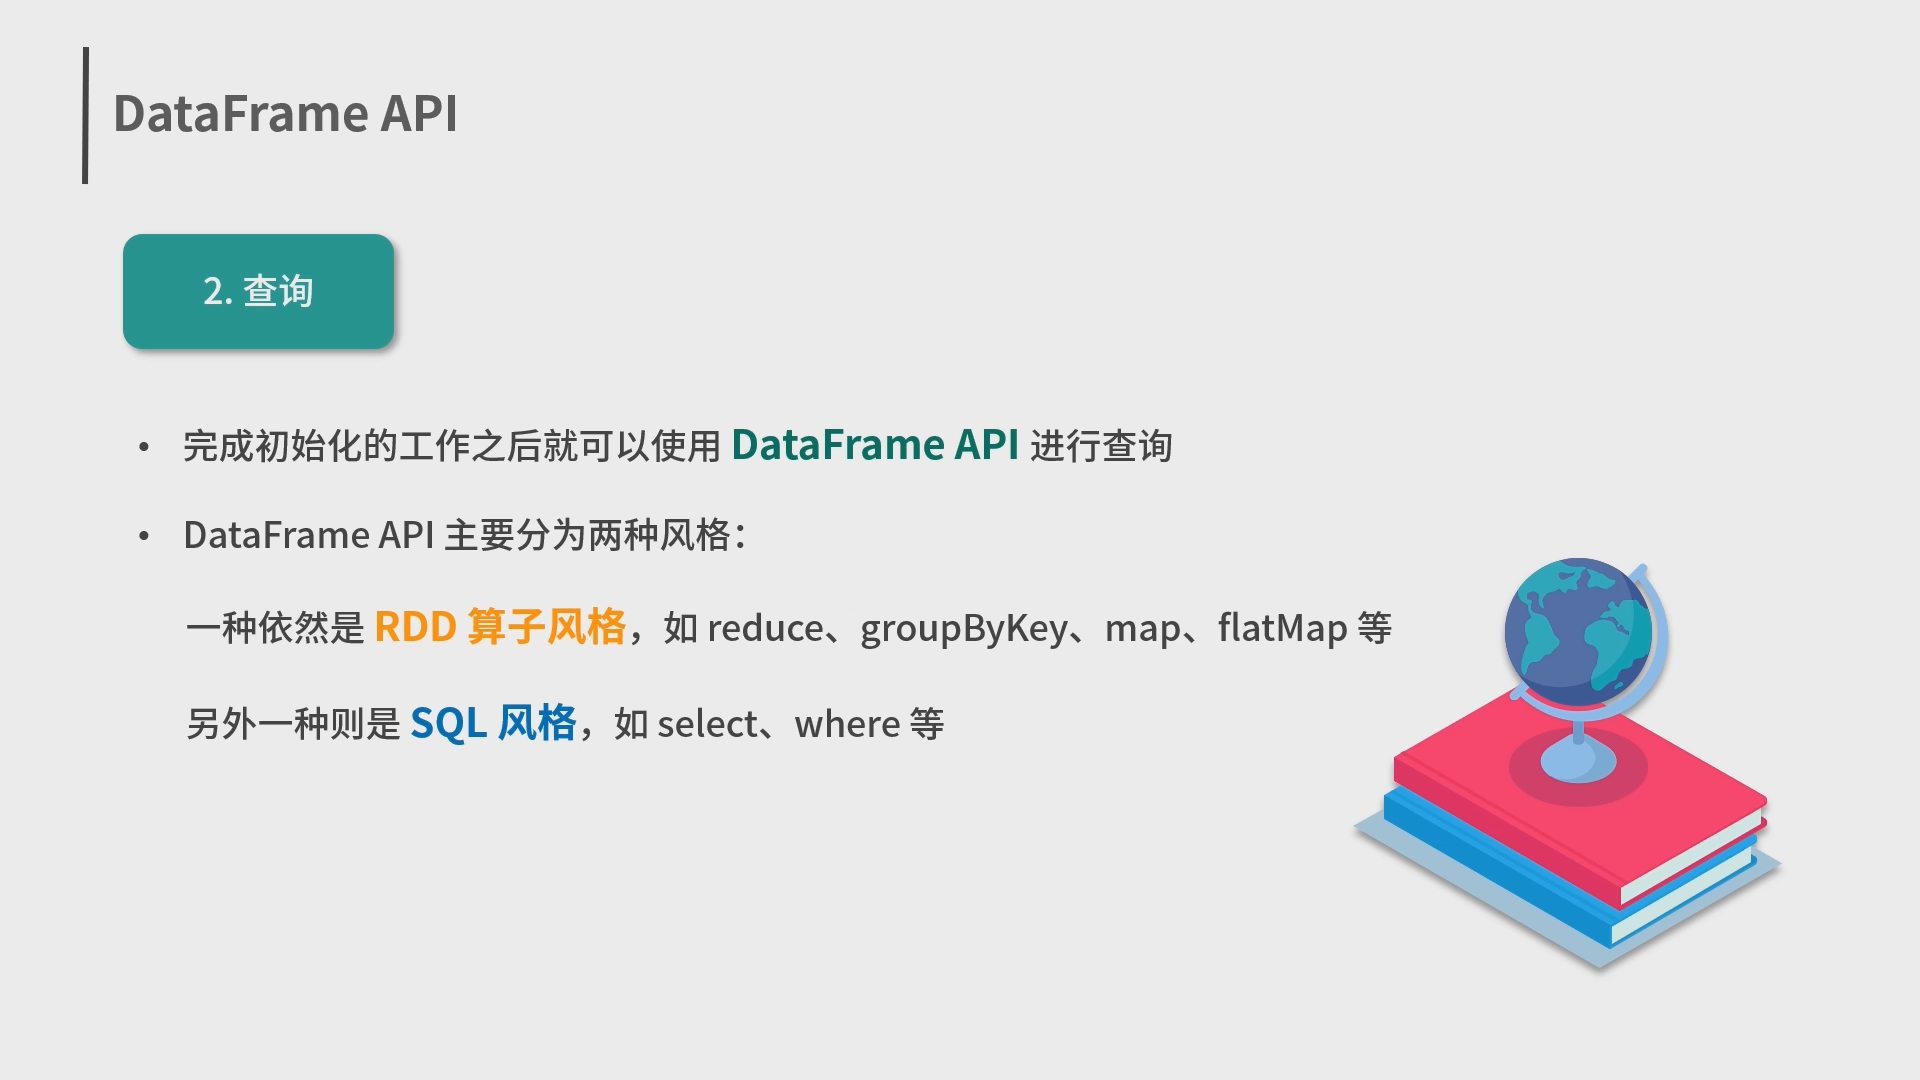 DataFrame API
2. 查询
• 完成初始化的工作之后就可以使用 DataFrame API 进行查询
• DataFrame API 主要分为两种风格：
一种依然是 RDD 算子风格，如 reduce、groupByKey、map、flatMap 等
另外一种则是 SQL 风格，如 select、where 等